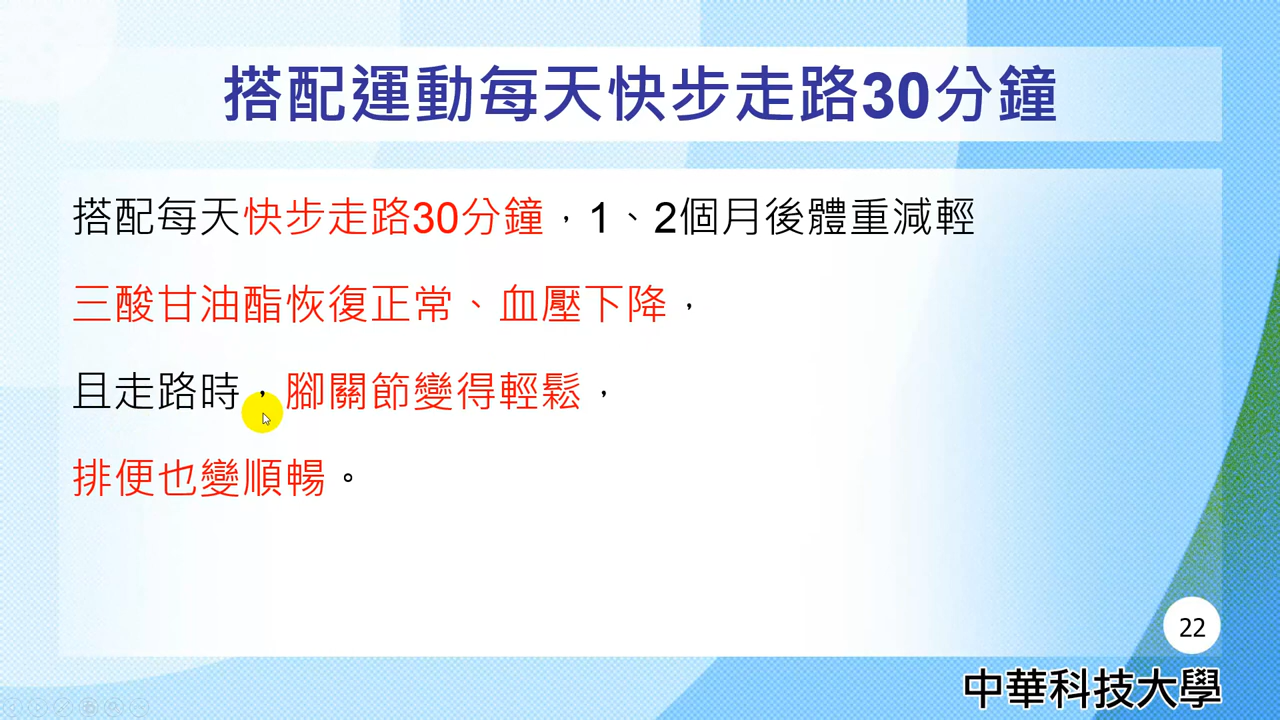 搭配運動每天快步走路30分鐘
搭配每天快步走路30分鐘，1、2個月後體重減輕
三酸甘油酯恢復正常、血壓下降，
且走路時，腳關節變得輕鬆，
排便也變順暢。
22
中華科技大學